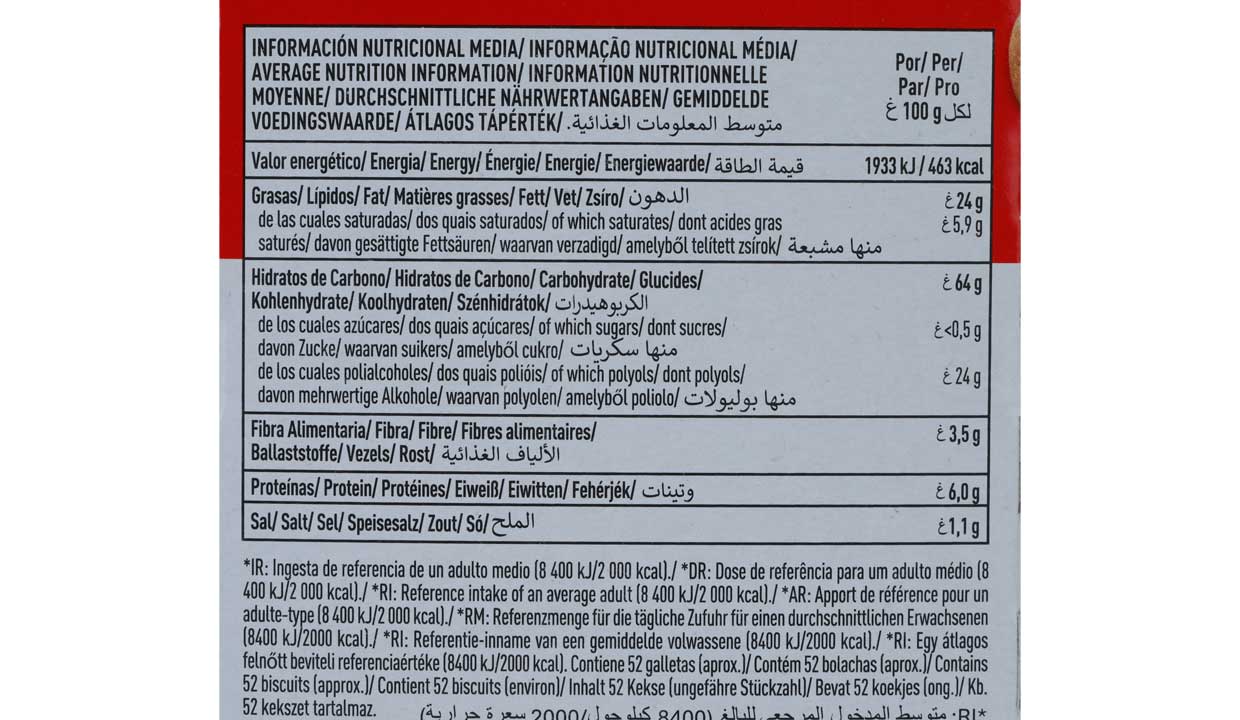 INFORMACIÓN NUTRICIONAL MEDIA/ INFORMAÇÃO NUTRICIONAL MÉDIA/
AVERAGE NUTRITION INFORMATION/ INFORMATION NUTRITIONNELLE
MOYENNE/ DURCHSCHNITTLICHE NÄHRWERTANGABEN/ GEMIDDELDE
VOEDINGSWAARDE/ ÁTLAGOS TÁPÉRTÉK/ متوسط المعلومات الغذائية.
Por/ Per/
Par/ Pro
لكل 100 g غ
Valor energético/ Energia/ Energy/ Énergie/ Energie/ Energiewaarde/ قيمة الطاقة 1933 kJ / 463 kcal
Grasas/ Lípidos/ Fat/ Matières grasses/ Fett/ Vet/ Zsíro/ الدهون غ 24 g
de las cuales saturadas/ dos quais saturados/ of which saturates/ dont acides gras غ 5,9 g
saturés/ davon gesättigte Fettsäuren/ waarvan verzadigd/ amelyből telített zsírok/ منها مشبعة
Hidratos de Carbono/ Hidratos de Carbono/ Carbohydrate/ Glucides/ غ 64 g
Kohlenhydrate/ Koolhydraten/ Szénhidrátok/ الكربوهيدرات
de los cuales azúcares/ dos quais açúcares/ of which sugars/ dont sucres/ غ <0,5 g
davon Zucke/ waarvan suikers/ amelyből cukro/ منها سكريات
de los cuales polialcoholes/ dos quais polióis/ of which polyols/ dont polyols/ غ 24 g
davon mehrwertige Alkohole/ waarvan polyolen/ amelyből poliolo/ منها بوليولات
Fibra Alimentaria/ Fibra/ Fibre/ Fibres alimentaires/ غ 3,5 g
Ballaststoffe/ Vezels/ Rost/ الألياف الغذائية
Proteínas/ Protein/ Protéines/ Eiweiß/ Eiwitten/ Fehérjék/ وتينات غ 6,0 g
Sal/ Salt/ Sel/ Speisesalz/ Zout/ Só/ الملح غ 1,1 g
*IR: Ingesta de referencia de un adulto medio (8 400 kJ/2 000 kcal)./ *DR: Dose de referência para um adulto médio (8
400 kJ/2 000 kcal)./ *RI: Reference intake of an average adult (8 400 kJ/2 000 kcal)./ *AR: Apport de référence pour un
adulte-type (8 400 kJ/2 000 kcal)./ *RM: Referenzmenge für die tägliche Zufuhr für einen durchschnittlichen Erwachsenen
(8400 kJ/2000 kcal)./ *RI: Referentie-inname van een gemiddelde volwassene (8400 kJ/2000 kcal)./ *RI: Egy átlagos
felnőtt beviteli referenciaértéke (8400 kJ/2000 kcal). Contiene 52 galletas (aprox.)/ Contém 52 bolachas (aprox.)/ Contains
52 biscuits (approx.)/ Contient 52 biscuits (environ)/ Inhalt 52 Kekse (ungefähre Stückzahl)/ Bevat 52 koekjes (ong.)/ Kb.
52 kekszet tartalmaz.
*RI: متوسط المدخول المرجعي للبالغ (8400 كيلوجول/2000 سعرة حرارية)